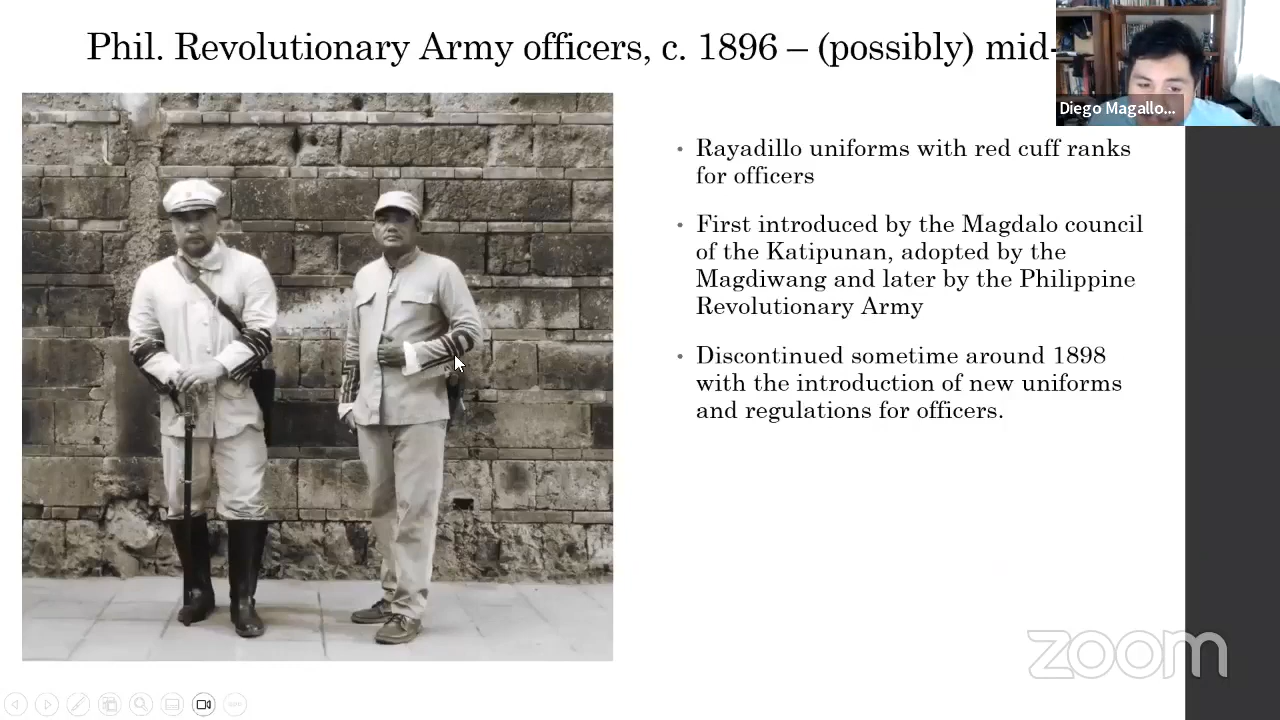 Phil. Revolutionary Army officers, c. 1896 – (possibly) mid-
Diego Magallo...
• Rayadillo uniforms with red cuff ranks
for officers
• First introduced by the Magdalo council
of the Katipunan, adopted by the
Magdiwang and later by the Philippine
Revolutionary Army
• Discontinued sometime around 1898
with the introduction of new uniforms
and regulations for officers.
zoom